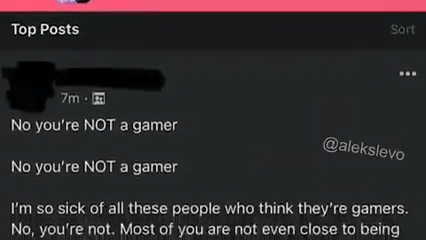 Top Posts
Sort
7m
No you're NOT a gamer
@alekslevo
No you're NOT a gamer
I'm so sick of all these people who think they're gamers.
No, you're not. Most of you are not even close to being